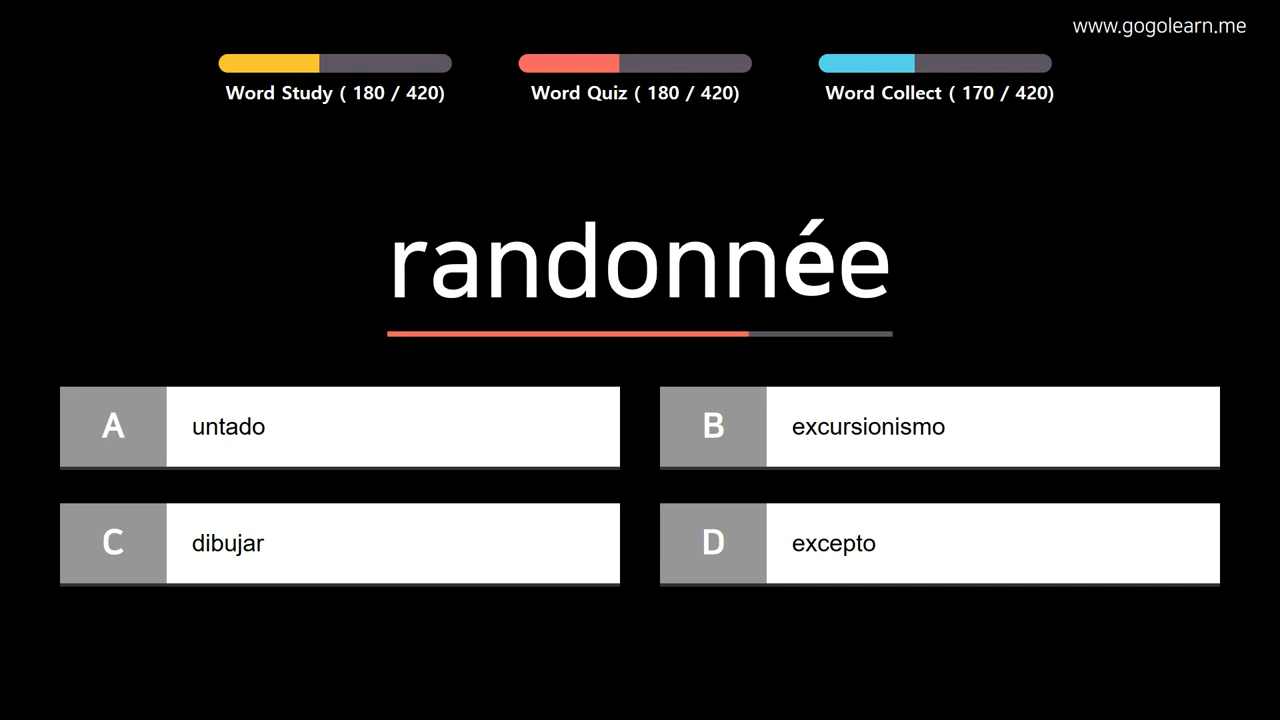 www.gogolearn.me
Word Study ( 180 / 420)
Word Quiz ( 180 / 420)
Word Collect ( 170 / 420)
randonnée
A untado
B excursionismo
C dibujar
D excepto